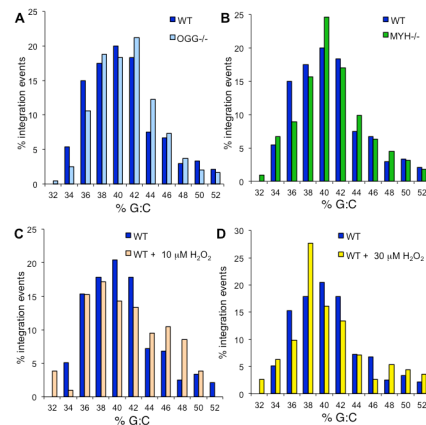 A
WT
OGG-/-
% integration events
25
20
15
10
5
0
32 34 36 38 40 42 44 46 48 50 52
% G:C
B
WT
MYH-/-
% integration events
25
20
15
10
5
0
32 34 36 38 40 42 44 46 48 50 52
% G:C
C
WT
WT + 10 µM H₂O₂
% integration events
25
20
15
10
5
0
32 34 36 38 40 42 44 46 48 50 52
% G:C
D
WT
WT + 30 µM H₂O₂
% integration events
30
25
20
15
10
5
0
32 34 36 38 40 42 44 46 48 50 52
% G:C